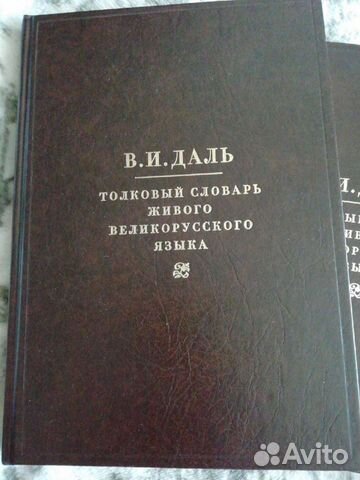 В.И. ДАЛЬ
ТОЛКОВЫЙ СЛОВАРЬ
ЖИВОГО
ВЕЛИКОРУССКОГО
ЯЗЫКА
Avito